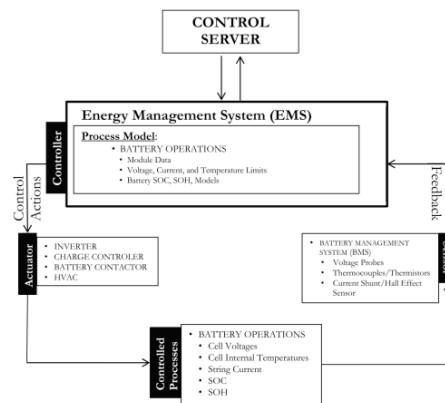 CONTROL
SERVER
Energy Management System (EMS)
Process Model:
• BATTERY OPERATIONS
• Module Data
• Voltage, Current, and Temperature Limits
• Battery SOC, SOH, Models
Controller
Control
Actions
Feedback
Actuator
• INVERTER
• CHARGE CONTROLER
• BATTERY CONTACTOR
• HVAC
• BATTERY MANAGEMENT
SYSTEM (BMS)
• Voltage Probes
• Thermocouples/Thermistors
• Current Shunt/Hall Effect
Sensor
Controlled
Processes
• BATTERY OPERATIONS
• Cell Voltages
• Cell Internal Temperatures
• String Current
• SOC
• SOH